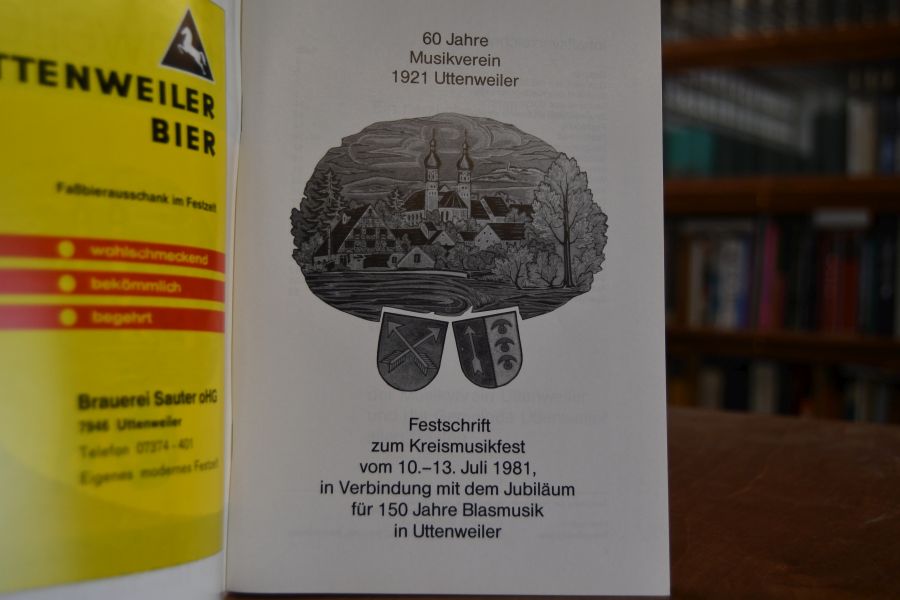 TTENWEILER
BIER
Faßbierausschank im Festzelt
wohlschmeckend
bekömmlich
begehrt
Brauerei Sauter oHG
7946 Uttenweiler
Telefon 07374-401
Eigenes modernes Festzelt
60 Jahre
Musikverein
1921 Uttenweiler
Festschrift
zum Kreismusikfest
vom 10.–13. Juli 1981,
in Verbindung mit dem Jubiläum
für 150 Jahre Blasmusik
in Uttenweiler